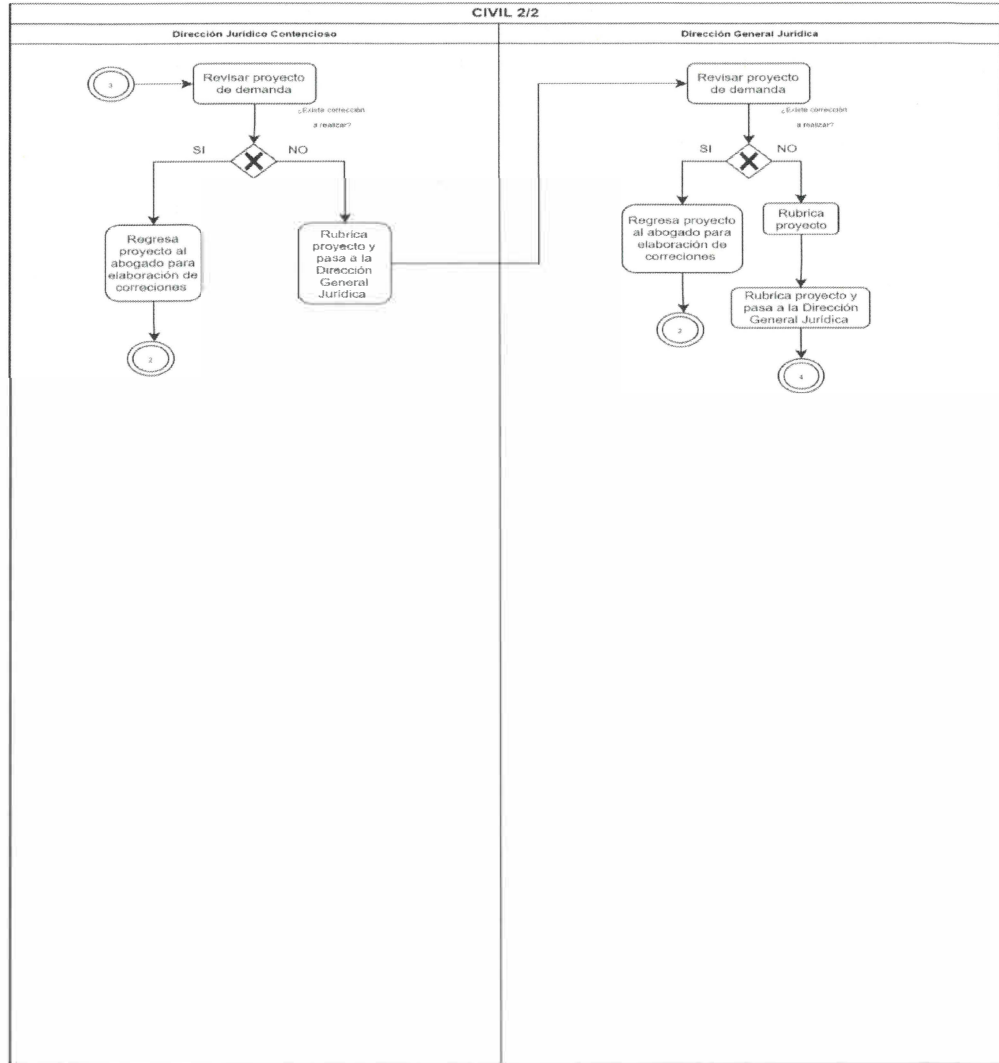 CIVIL 2/2
Dirección Jurídico Contencioso
Dirección General Jurídica
3
Revisar proyecto
de demanda
¿Existe corrección
a realizar?
SI
NO
Regresa
proyecto al
abogado para
elaboración de
correciones
Rubrica
proyecto y
pasa a la
Dirección
General
Jurídica
2
Revisar proyecto
de demanda
¿Existe corrección
a realizar?
SI
NO
Regresa proyecto
al abogado para
elaboración de
correciones
Rubrica
proyecto
Rubrica proyecto y
pasa a la Dirección
General Jurídica
2
4